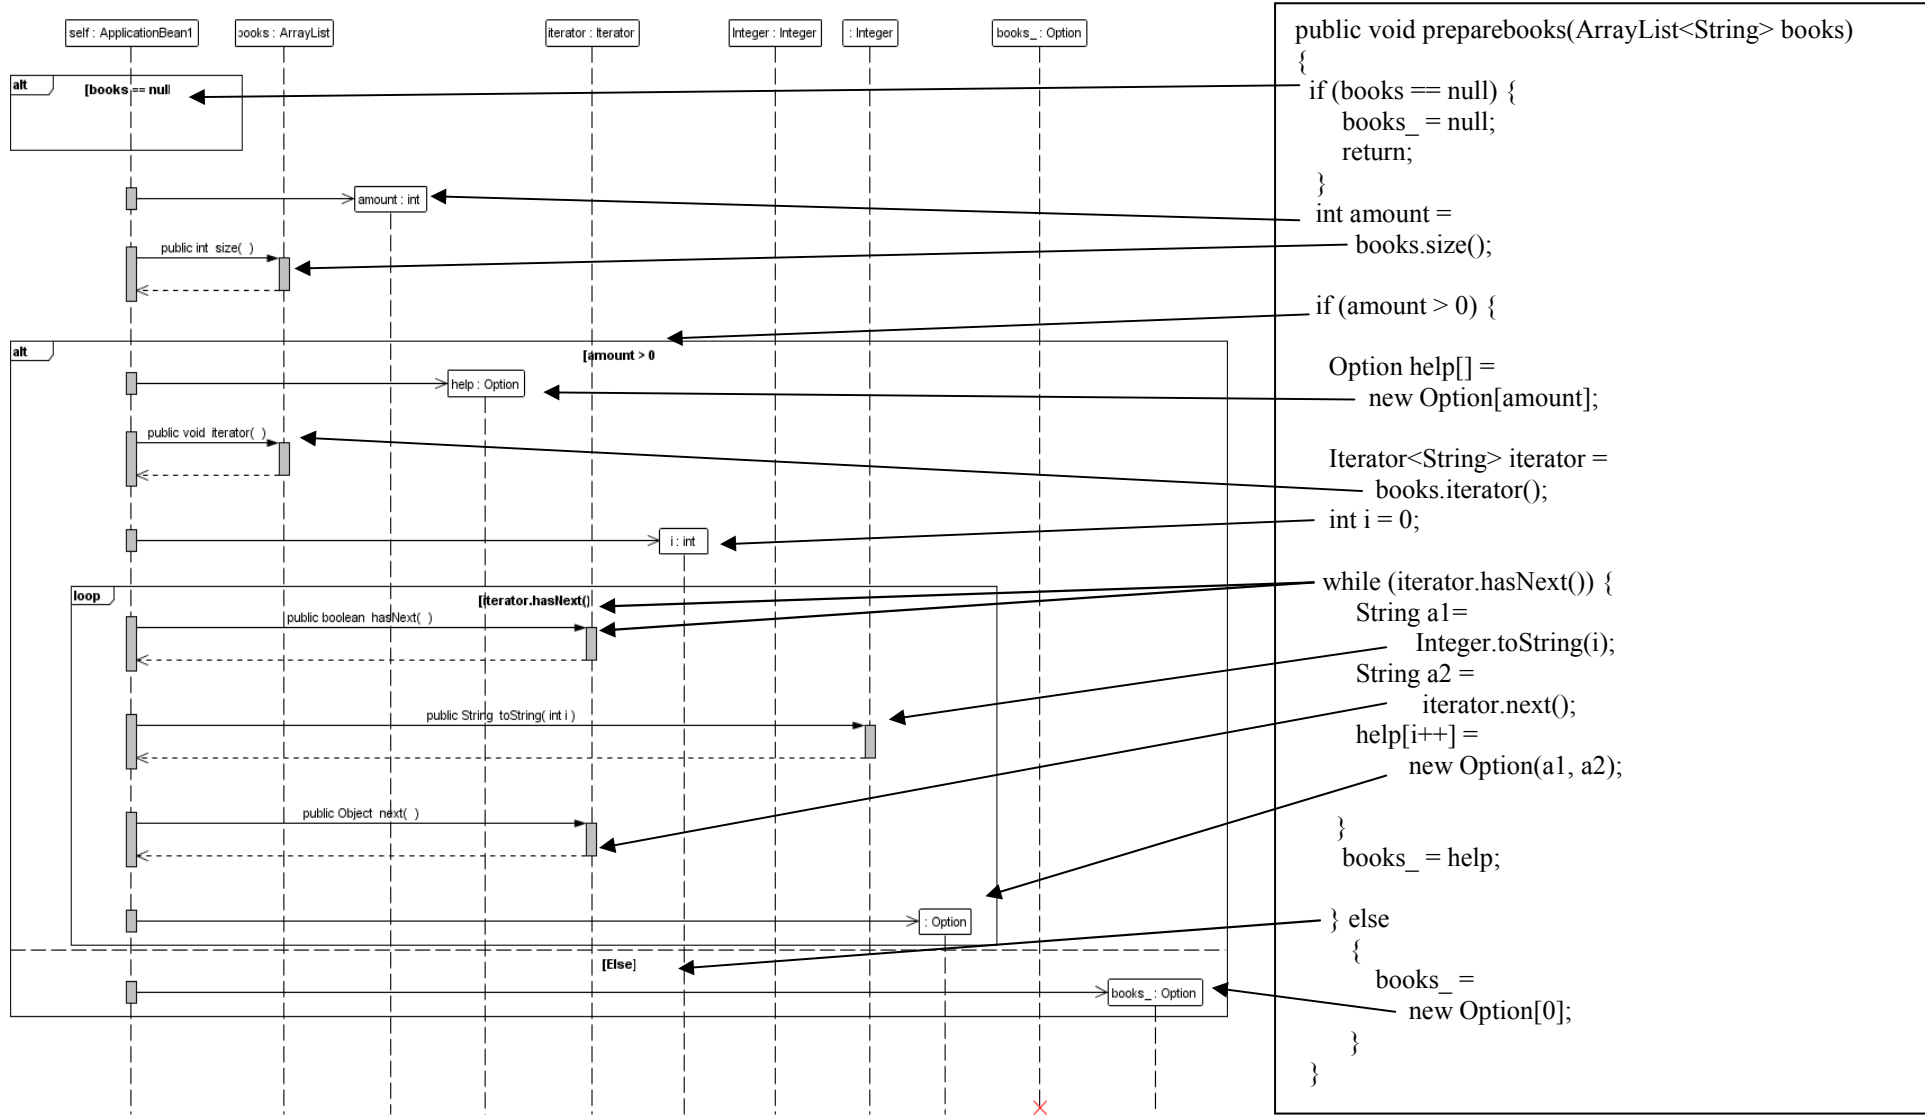 self : ApplicationBean1
books : ArrayList
iterator : Iterator
Integer : Integer
: Integer
books_ : Option
alt
[books == null
amount : int
public int size( )
alt
[amount > 0
help : Option
public void iterator( )
i : int
loop
[iterator.hasNext()
public boolean hasNext( )
public String toString( int i )
public Object next( )
: Option
[Else]
books_ : Option
public void preparebooks(ArrayList<String> books)
{
if (books == null) {
books_ = null;
return;
}
int amount =
books.size();
if (amount > 0) {
Option help[] =
new Option[amount];
Iterator<String> iterator =
books.iterator();
int i = 0;
while (iterator.hasNext()) {
String a1=
Integer.toString(i);
String a2 =
iterator.next();
help[i++] =
new Option(a1, a2);
}
books_ = help;
} else
{
books_ =
new Option[0];
}
}